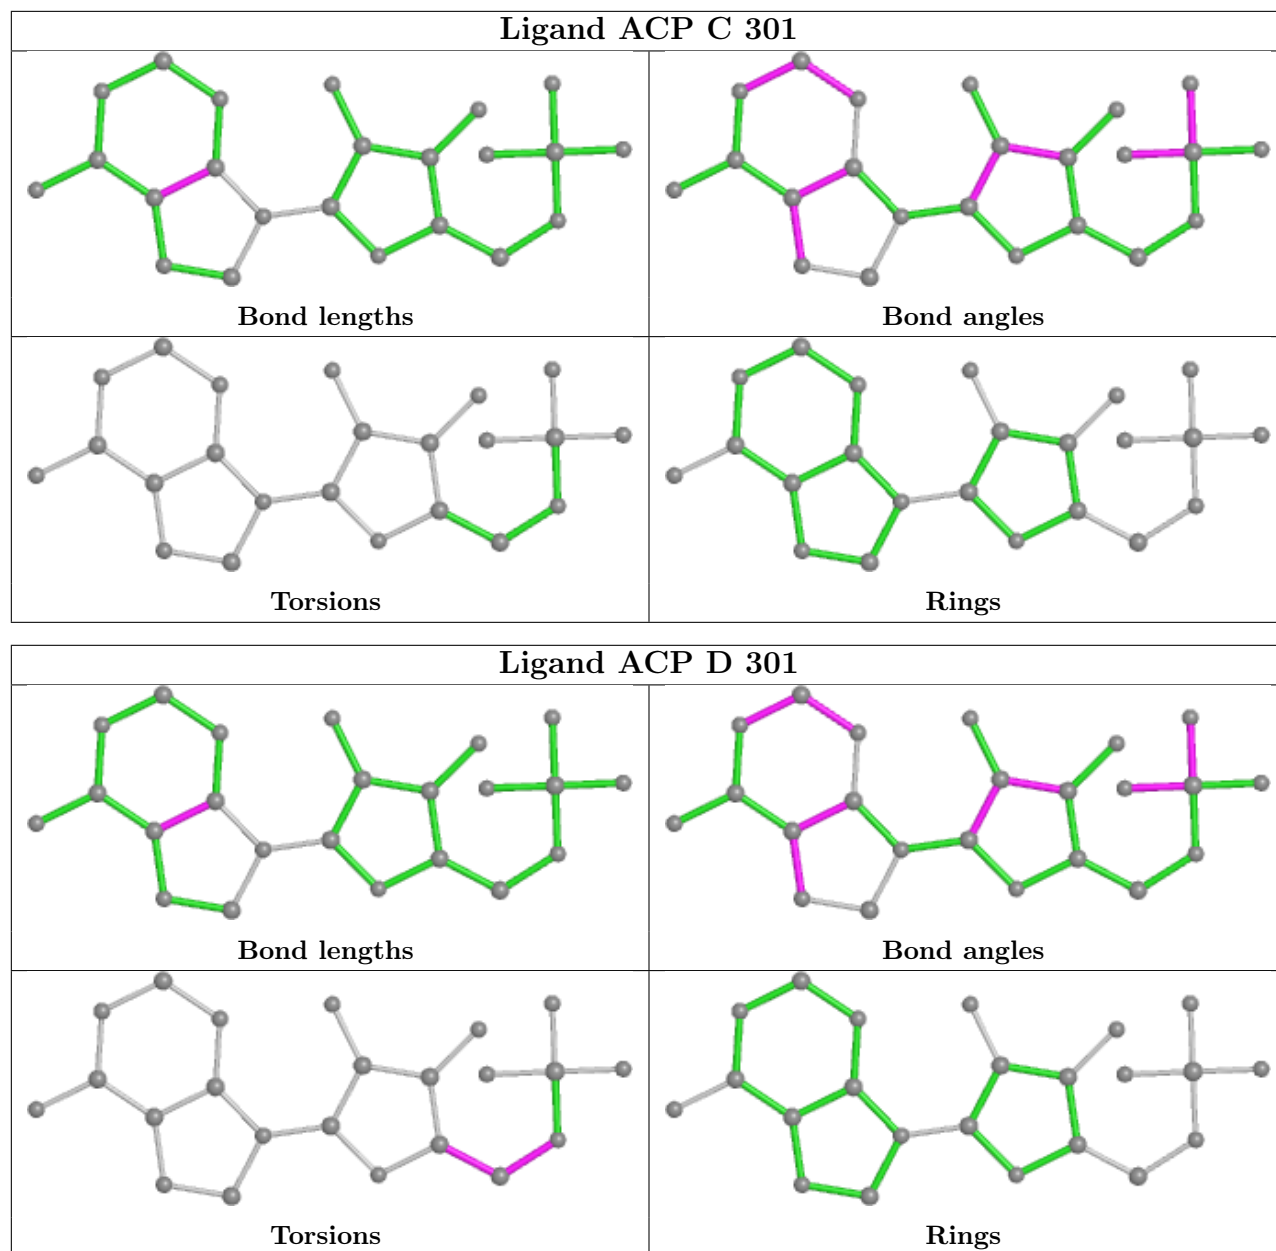 Ligand ACP C 301
Bond lengths
Bond angles
Torsions
Rings
Ligand ACP D 301
Bond lengths
Bond angles
Torsions
Rings